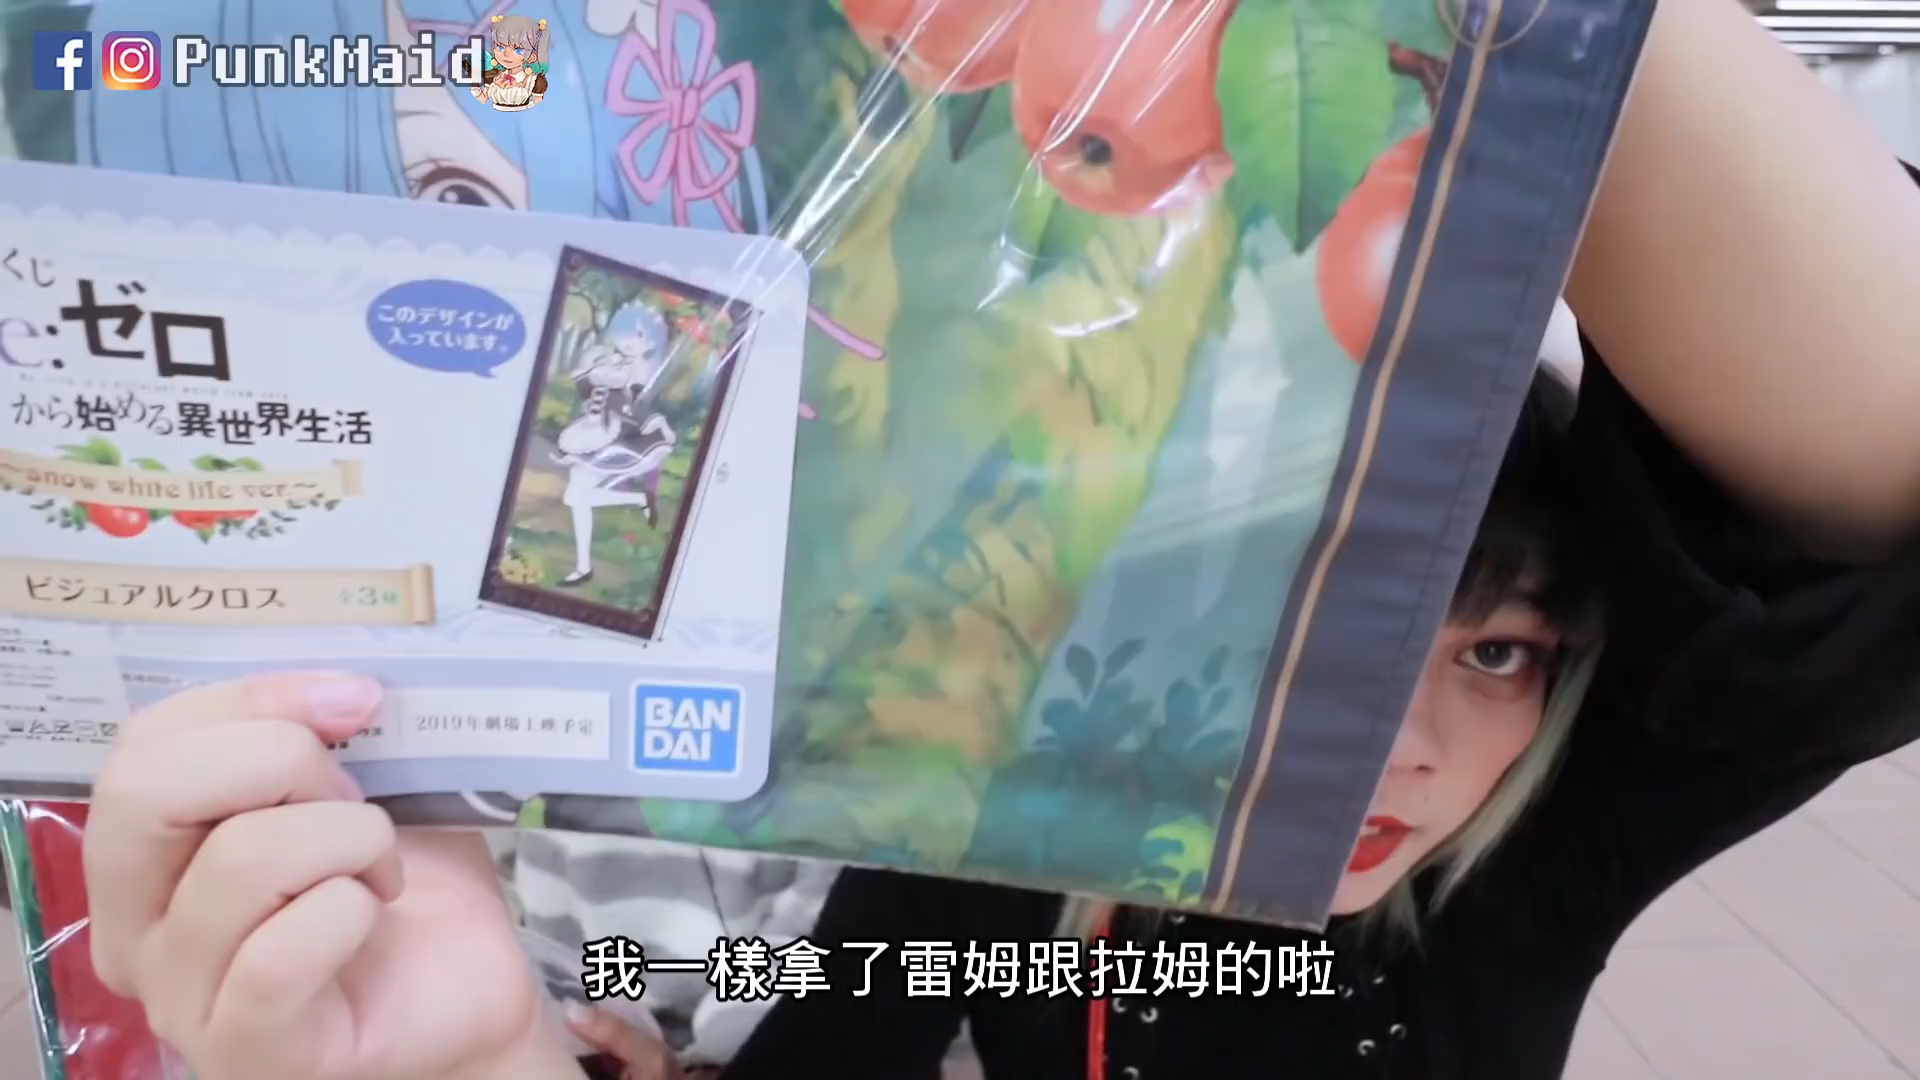 PunkMaid
くじ
e:ゼロ
から始める異世界生活
～snow white life ver.～
このデザインが
入っています。
ビジュアルクロス 全3種
2019年劇場上映予定
BAN
DAI
我一樣拿了雷姆跟拉姆的啦